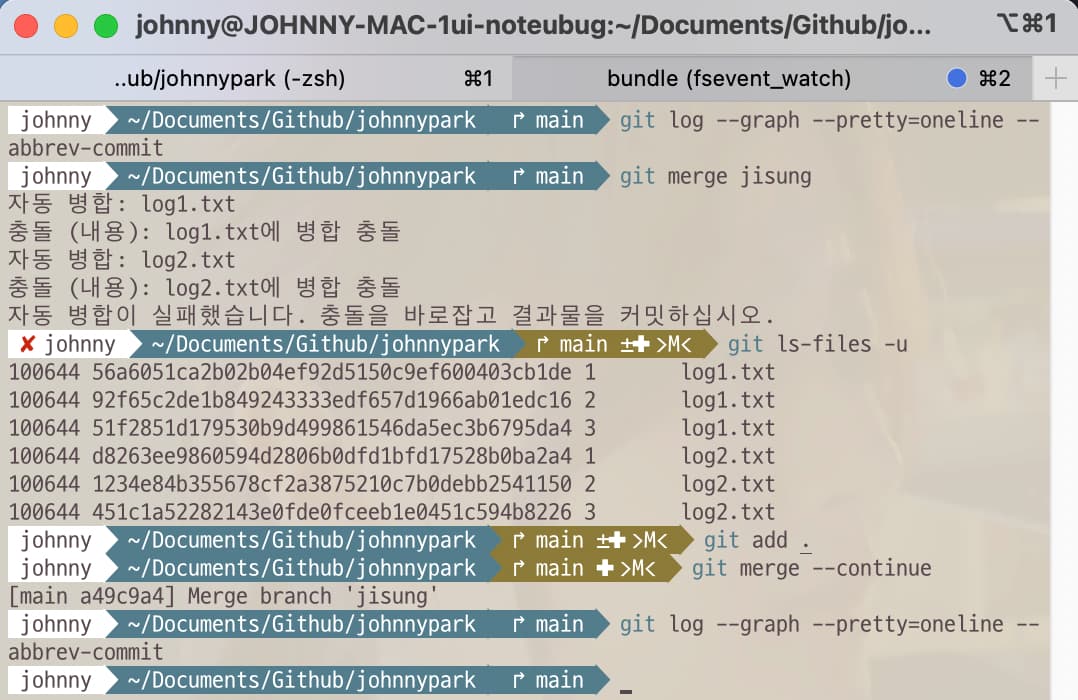 johnny@JOHNNY-MAC-1ui-noteubug:~/Documents/Github/jo... ⌥⌘1
..ub/johnnypark (-zsh) ⌘1 bundle (fsevent_watch) ⌘2
johnny ~/Documents/Github/johnnypark ↱ main git log --graph --pretty=oneline --
abbrev-commit
johnny ~/Documents/Github/johnnypark ↱ main git merge jisung
자동 병합: log1.txt
충돌 (내용): log1.txt에 병합 충돌
자동 병합: log2.txt
충돌 (내용): log2.txt에 병합 충돌
자동 병합이 실패했습니다. 충돌을 바로잡고 결과물을 커밋하십시오.
✘ johnny ~/Documents/Github/johnnypark ↱ main ±✚ >M< git ls-files -u
100644 56a6051ca2b02b04ef92d5150c9ef600403cb1de 1 log1.txt
100644 92f65c2de1b849243333edf657d1966ab01edc16 2 log1.txt
100644 51f2851d179530b9d499861546da5ec3b6795da4 3 log1.txt
100644 d8263ee9860594d2806b0dfd1bfd17528b0ba2a4 1 log2.txt
100644 1234e84b355678cf2a3875210c7b0debb2541150 2 log2.txt
100644 451c1a52282143e0fde0fceeb1e0451c594b8226 3 log2.txt
johnny ~/Documents/Github/johnnypark ↱ main ±✚ >M< git add .
johnny ~/Documents/Github/johnnypark ↱ main ✚ >M< git merge --continue
[main a49c9a4] Merge branch 'jisung'
johnny ~/Documents/Github/johnnypark ↱ main git log --graph --pretty=oneline --
abbrev-commit
johnny ~/Documents/Github/johnnypark ↱ main